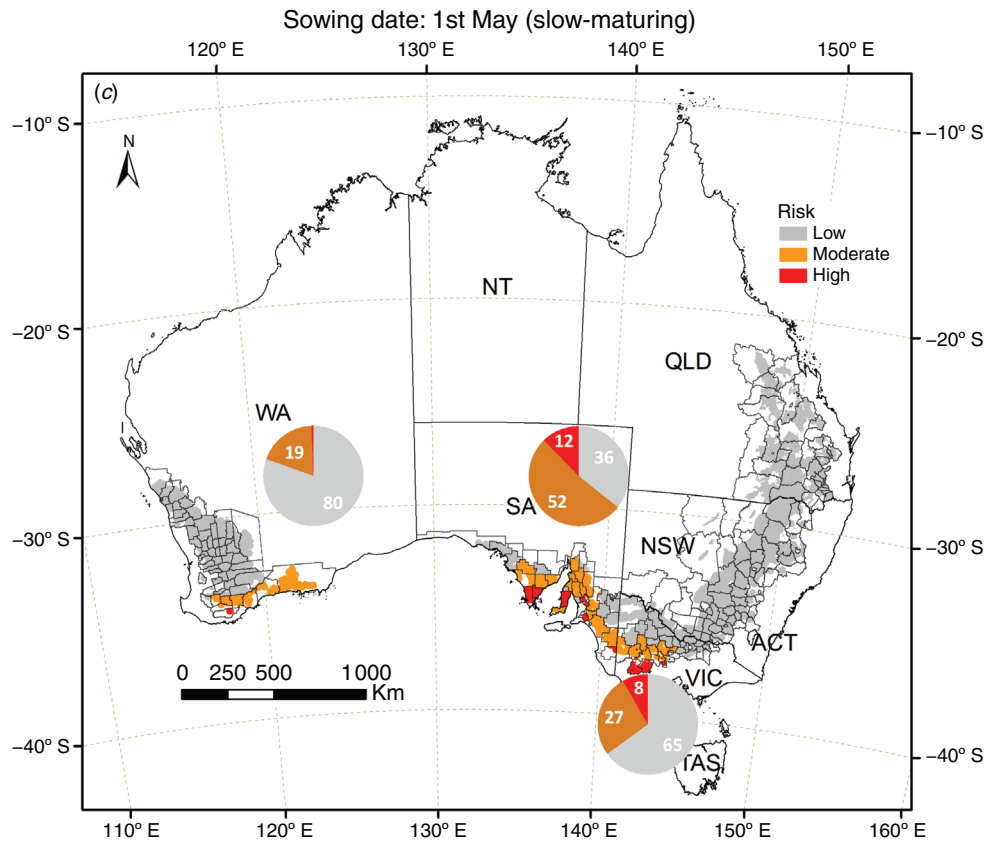 Sowing date: 1st May (slow-maturing)
120° E 130° E 140° E 150° E
(c)
−10° S −10° S
N
Risk
Low
Moderate
High
NT
−20° S −20° S
QLD
WA
12
36
19
80
52
SA
−30° S −30° S
NSW
ACT
0 250 500 1000
Km
VIC
8
27
65
TAS
−40° S −40° S
110° E 120° E 130° E 140° E 150° E 160° E